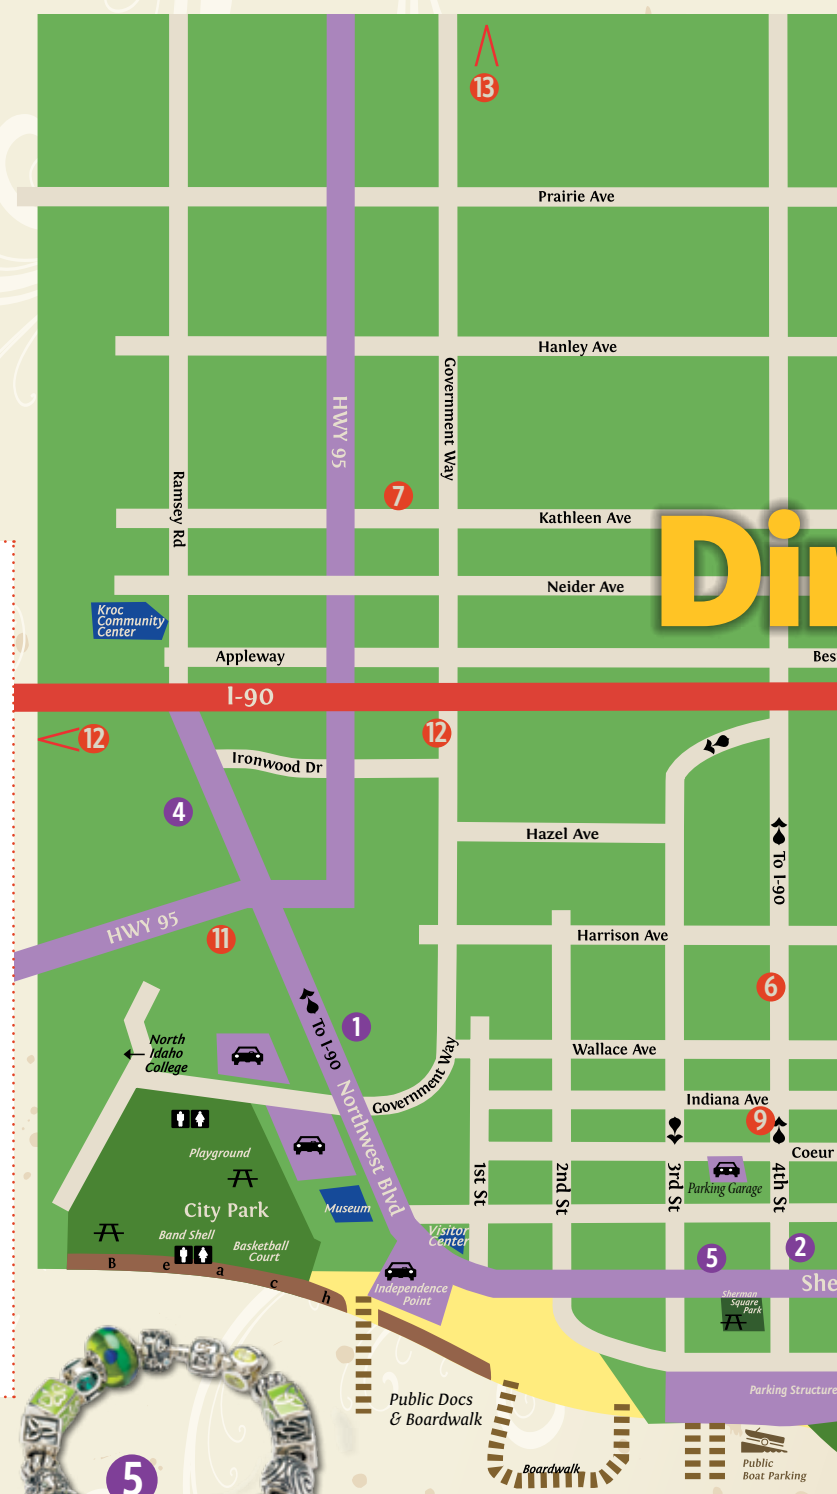 13
Prairie Ave
Hanley Ave
Government Way
HWY 95
Ramsey Rd
7
Kathleen Ave
Din
Neider Ave
Kroc
Community
Center
Appleway
Bes
I-90
12
12
Ironwood Dr
4
Hazel Ave
To I-90
HWY 95
11
Harrison Ave
6
1
To I-90
North
Idaho
College
Wallace Ave
Government Way
Northwest Blvd
Indiana Ave
9
Coeur
Playground
1st St
2nd St
3rd St
4th St
Parking Garage
City Park
Museum
Band Shell
Basketball
Court
Visitor
Center
5
2
Beach
She
Independence
Point
Sherman
Square
Park
Public Docs
& Boardwalk
Parking Structure
Boardwalk
Public
Boat Parking
5